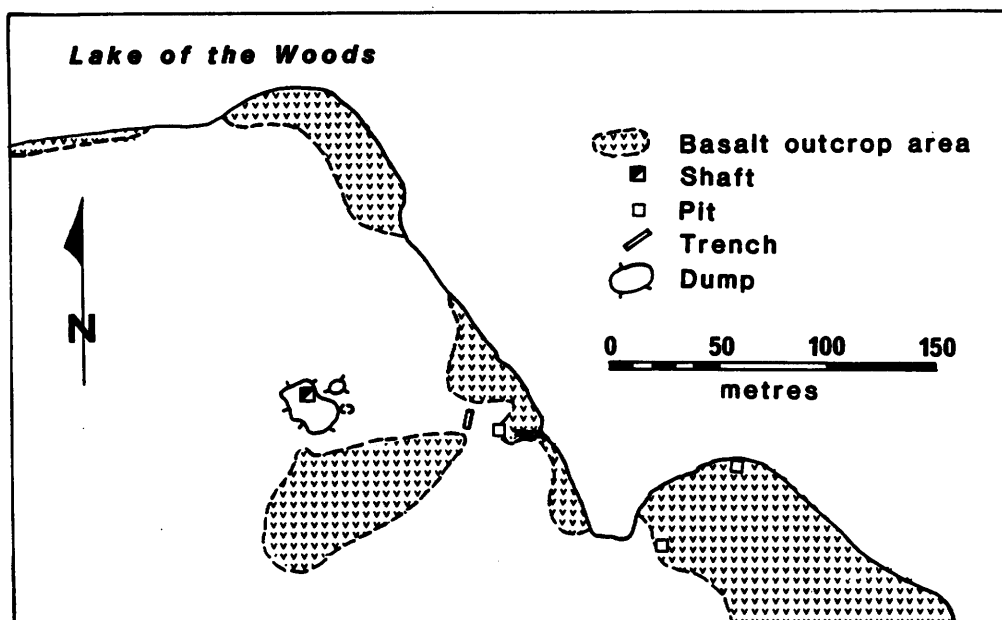 Lake of the Woods
Basalt outcrop area
Shaft
Pit
Trench
Dump
N
0 50 100 150
metres